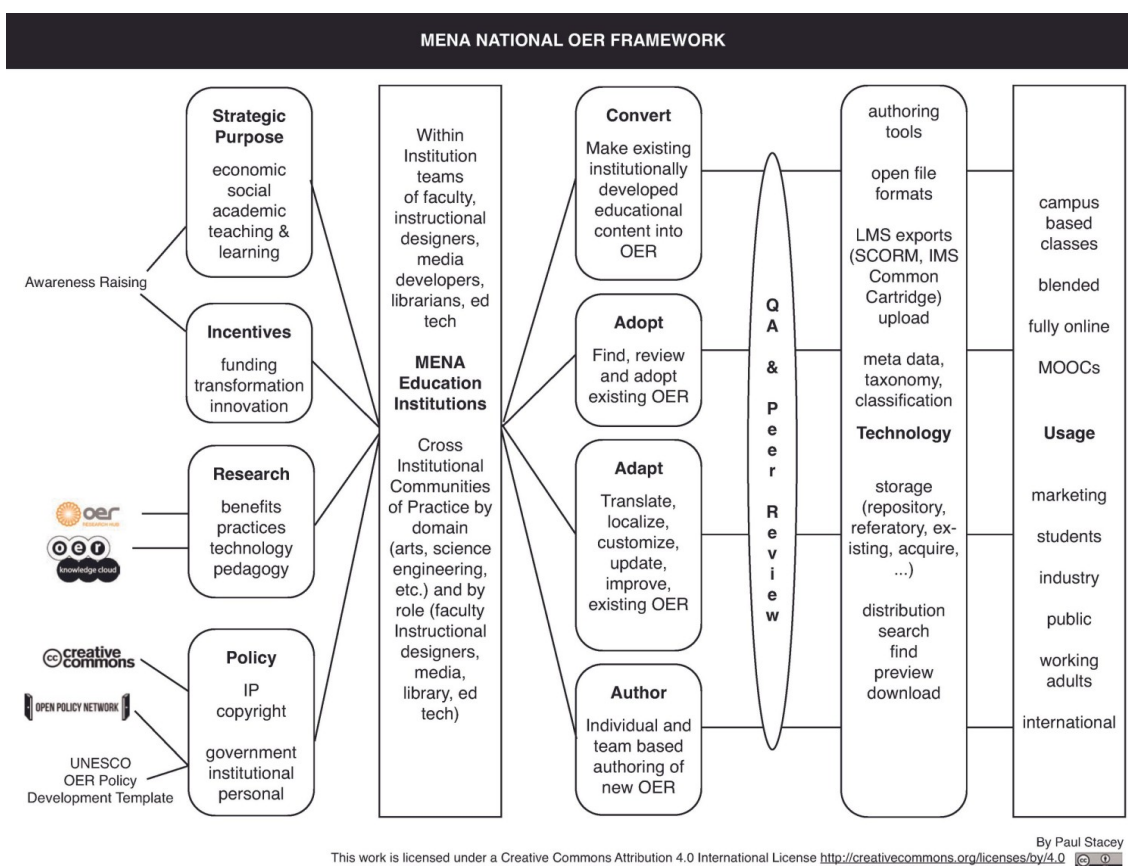 MENA NATIONAL OER FRAMEWORK
Awareness Raising
oer
RESEARCH HUB
oer
knowledge cloud
cc creative
commons
OPEN POLICY NETWORK
UNESCO
OER Policy
Development Template
Strategic
Purpose
economic
social
academic
teaching &
learning
Incentives
funding
transformation
innovation
Research
benefits
practices
technology
pedagogy
Policy
IP
copyright
government
institutional
personal
Within
Institution
teams
of faculty,
instructional
designers,
media
developers,
librarians, ed
tech
MENA
Education
Institutions
Cross
Institutional
Communities
of Practice by
domain
(arts, science
engineering,
etc.) and by
role (faculty
Instructional
designers,
media,
library, ed
tech)
Convert
Make existing
institutionally
developed
educational
content into
OER
Adopt
Find, review
and adopt
existing OER
Adapt
Translate,
localize,
customize,
update,
improve,
existing OER
Author
Individual and
team based
authoring of
new OER
QA & Peer Review
authoring
tools
open file
formats
LMS exports
(SCORM, IMS
Common
Cartridge)
upload
meta data,
taxonomy,
classification
Technology
storage
(repository,
referatory, ex-
isting, acquire,
...)
distribution
search
find
preview
download
campus
based
classes
blended
fully online
MOOCs
Usage
marketing
students
industry
public
working
adults
international
By Paul Stacey
This work is licensed under a Creative Commons Attribution 4.0 International License http://creativecommons.org/licenses/by/4.0 cc